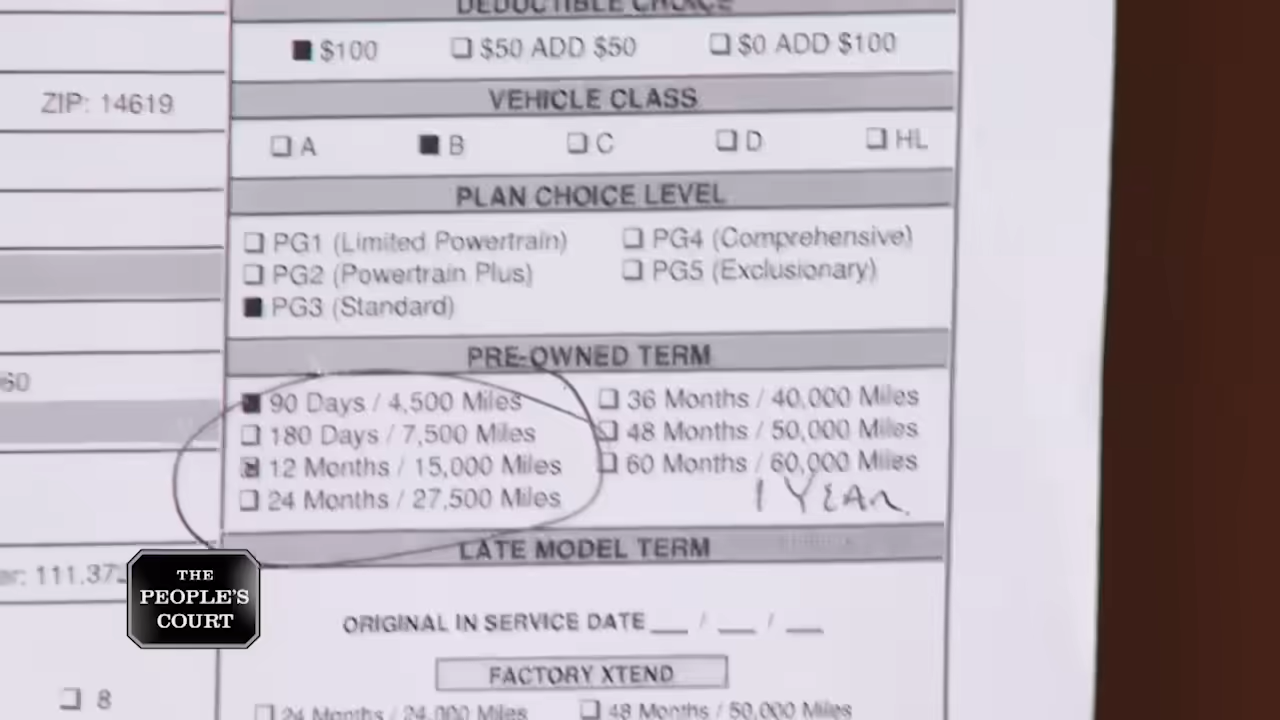 DEDUCTIBLE CHOICE
$100 $50 ADD $50 $0 ADD $100
ZIP: 14619
VEHICLE CLASS
A B C D HL
PLAN CHOICE LEVEL
PG1 (Limited Powertrain) PG4 (Comprehensive)
PG2 (Powertrain Plus) PG5 (Exclusionary)
PG3 (Standard)
PRE-OWNED TERM
60
90 Days / 4,500 Miles 36 Months / 40,000 Miles
180 Days / 7,500 Miles 48 Months / 50,000 Miles
12 Months / 15,000 Miles 60 Months / 60,000 Miles
24 Months / 27,500 Miles 1 YEAR
LATE MODEL TERM
THE
PEOPLE'S
COURT
ORIGINAL IN SERVICE DATE __ / __ / __
FACTORY XTEND
8
24 Months / 24,000 Miles 48 Months / 50,000 Miles